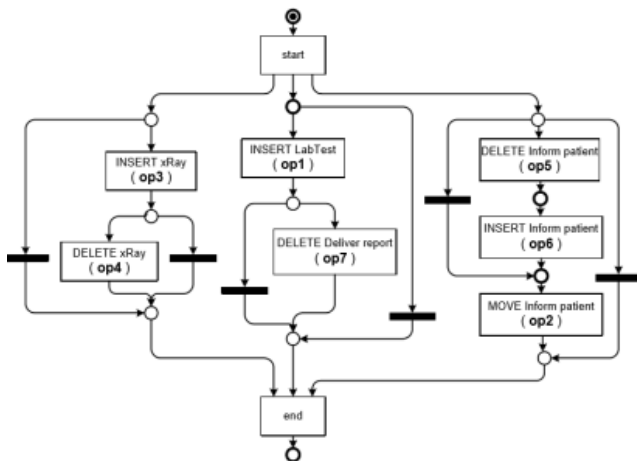 start
INSERT xRay
( op3 )
DELETE xRay
( op4 )
INSERT LabTest
( op1 )
DELETE Deliver report
( op7 )
DELETE Inform patient
( op5 )
INSERT Inform patient
( op6 )
MOVE Inform patient
( op2 )
end